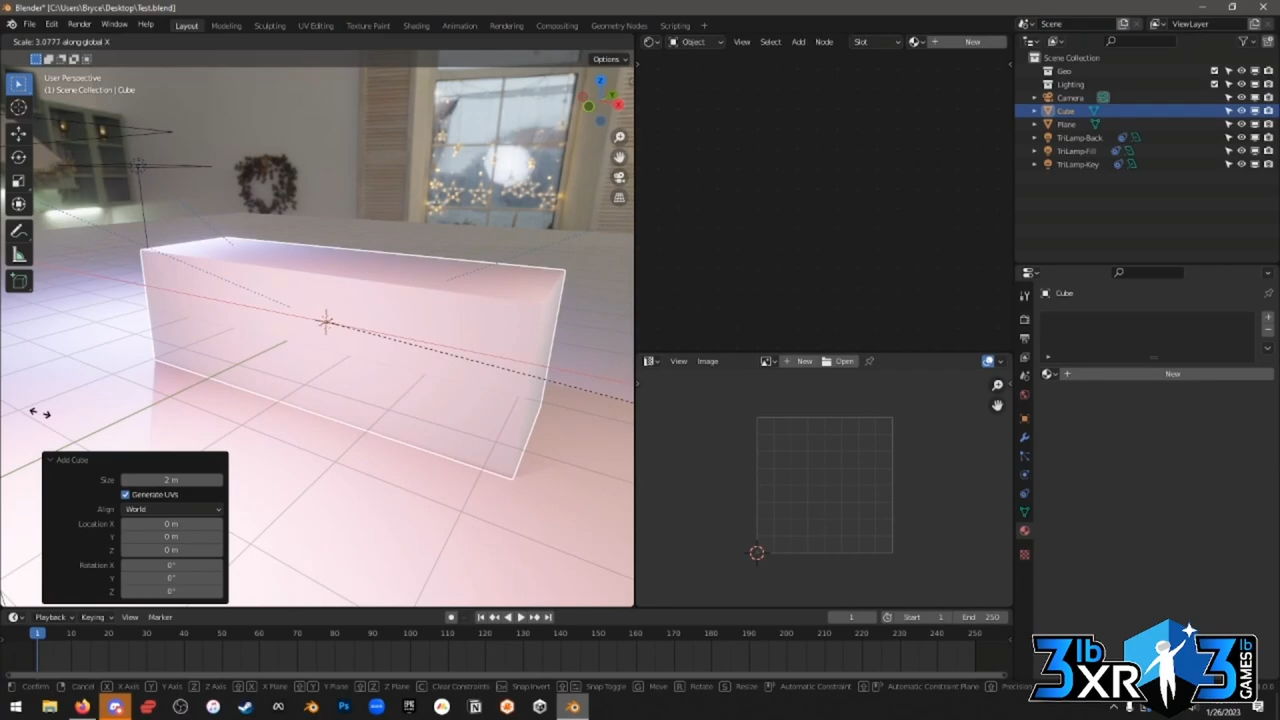 Blender* [C:\Users\Bryce\Desktop\Test.blend]
File Edit Render Window Help
Layout Modeling Sculpting UV Editing Texture Paint Shading Animation Rendering Compositing Geometry Nodes Scripting +
Scene
ViewLayer
Scale: 3.0777 along global X
Options
User Perspective
(1) Scene Collection | Cube
Z
Y
X
Object View Select Add Node Slot New
View Image New Open
Scene Collection
Geo
Lighting
Camera
Cube
Plane
TriLamp-Back
TriLamp-Fill
TriLamp-Key
Cube
New
Add Cube
Size 2 m
Generate UVs
Align World
Location X 0 m
Y 0 m
Z 0 m
Rotation X 0°
Y 0°
Z 0°
Playback Keying View Marker
1 Start 1 End 250
1 10 20 30 40 50 60 70 80 90 100 110 120 130 140 150 160 170 180 190 200 210 220 230 240 250
Confirm Cancel X X Axis Y Y Axis Z Z Axis X X Plane Y Y Plane Z Z Plane C Clear Constraints Snap Invert Snap Toggle G Move R Rotate S Resize Automatic Constraint Automatic Constraint Plane Precision
3lb
XR
3lb
GAMES
1/26/2023